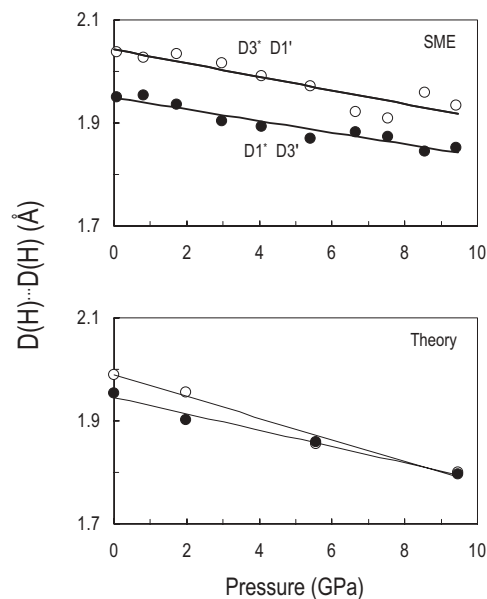 2.1
SME
D3* D1'
1.9
D1* D3'
1.7
0 2 4 6 8 10
D(H)···D(H) (Å)
2.1
Theory
1.9
1.7
0 2 4 6 8 10
Pressure (GPa)